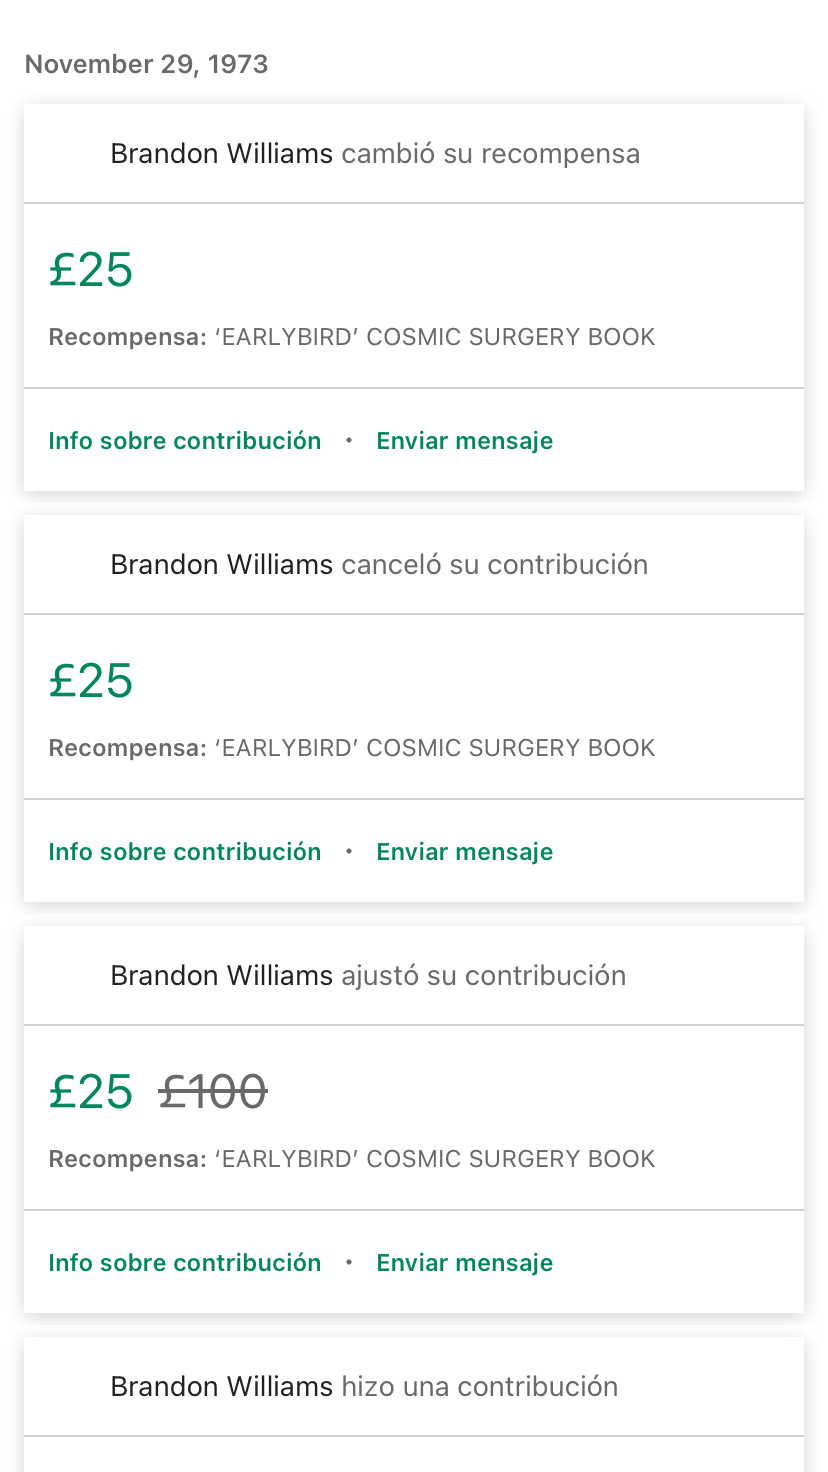 November 29, 1973
Brandon Williams cambió su recompensa
£25
Recompensa: ‘EARLYBIRD’ COSMIC SURGERY BOOK
Info sobre contribución • Enviar mensaje
Brandon Williams canceló su contribución
£25
Recompensa: ‘EARLYBIRD’ COSMIC SURGERY BOOK
Info sobre contribución • Enviar mensaje
Brandon Williams ajustó su contribución
£25 £100
Recompensa: ‘EARLYBIRD’ COSMIC SURGERY BOOK
Info sobre contribución • Enviar mensaje
Brandon Williams hizo una contribución